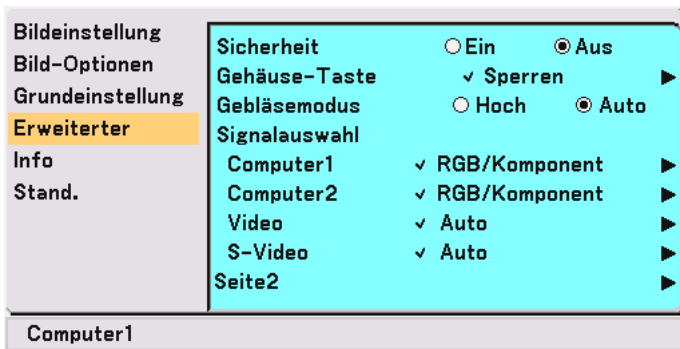 Bildeinstellung
Bild-Optionen
Grundeinstellung
Erweiterter
Info
Stand.
Sicherheit Ein Aus
Gehäuse-Taste Sperren
Gebläsemodus Hoch Auto
Signalauswahl
Computer1 RGB/Komponent
Computer2 RGB/Komponent
Video Auto
S-Video Auto
Seite2
Computer1